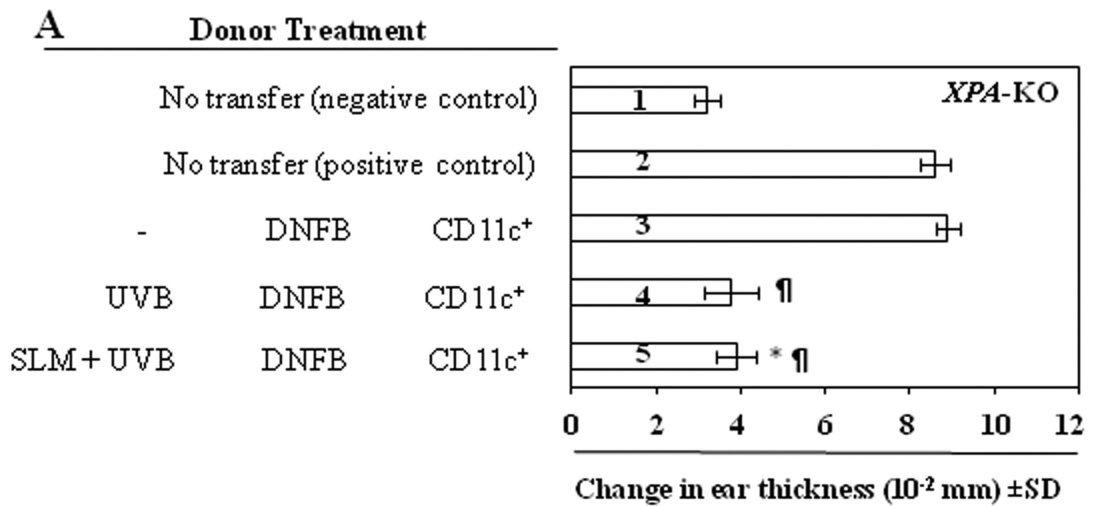 A Donor Treatment
No transfer (negative control) 1 XPA-KO
No transfer (positive control) 2
- DNFB CD11c+ 3
UVB DNFB CD11c+ 4 ¶
SLM + UVB DNFB CD11c+ 5 * ¶
0 2 4 6 8 10 12
Change in ear thickness (10-2 mm) ±SD